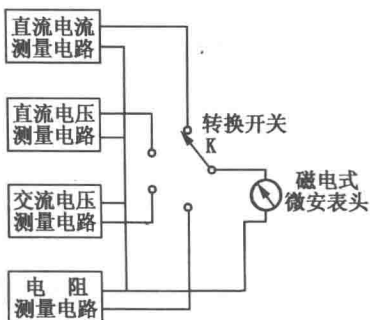 直流电流
测量电路
直流电压
测量电路
交流电压
测量电路
电 阻
测量电路
转换开关
K
磁电式
微安表头